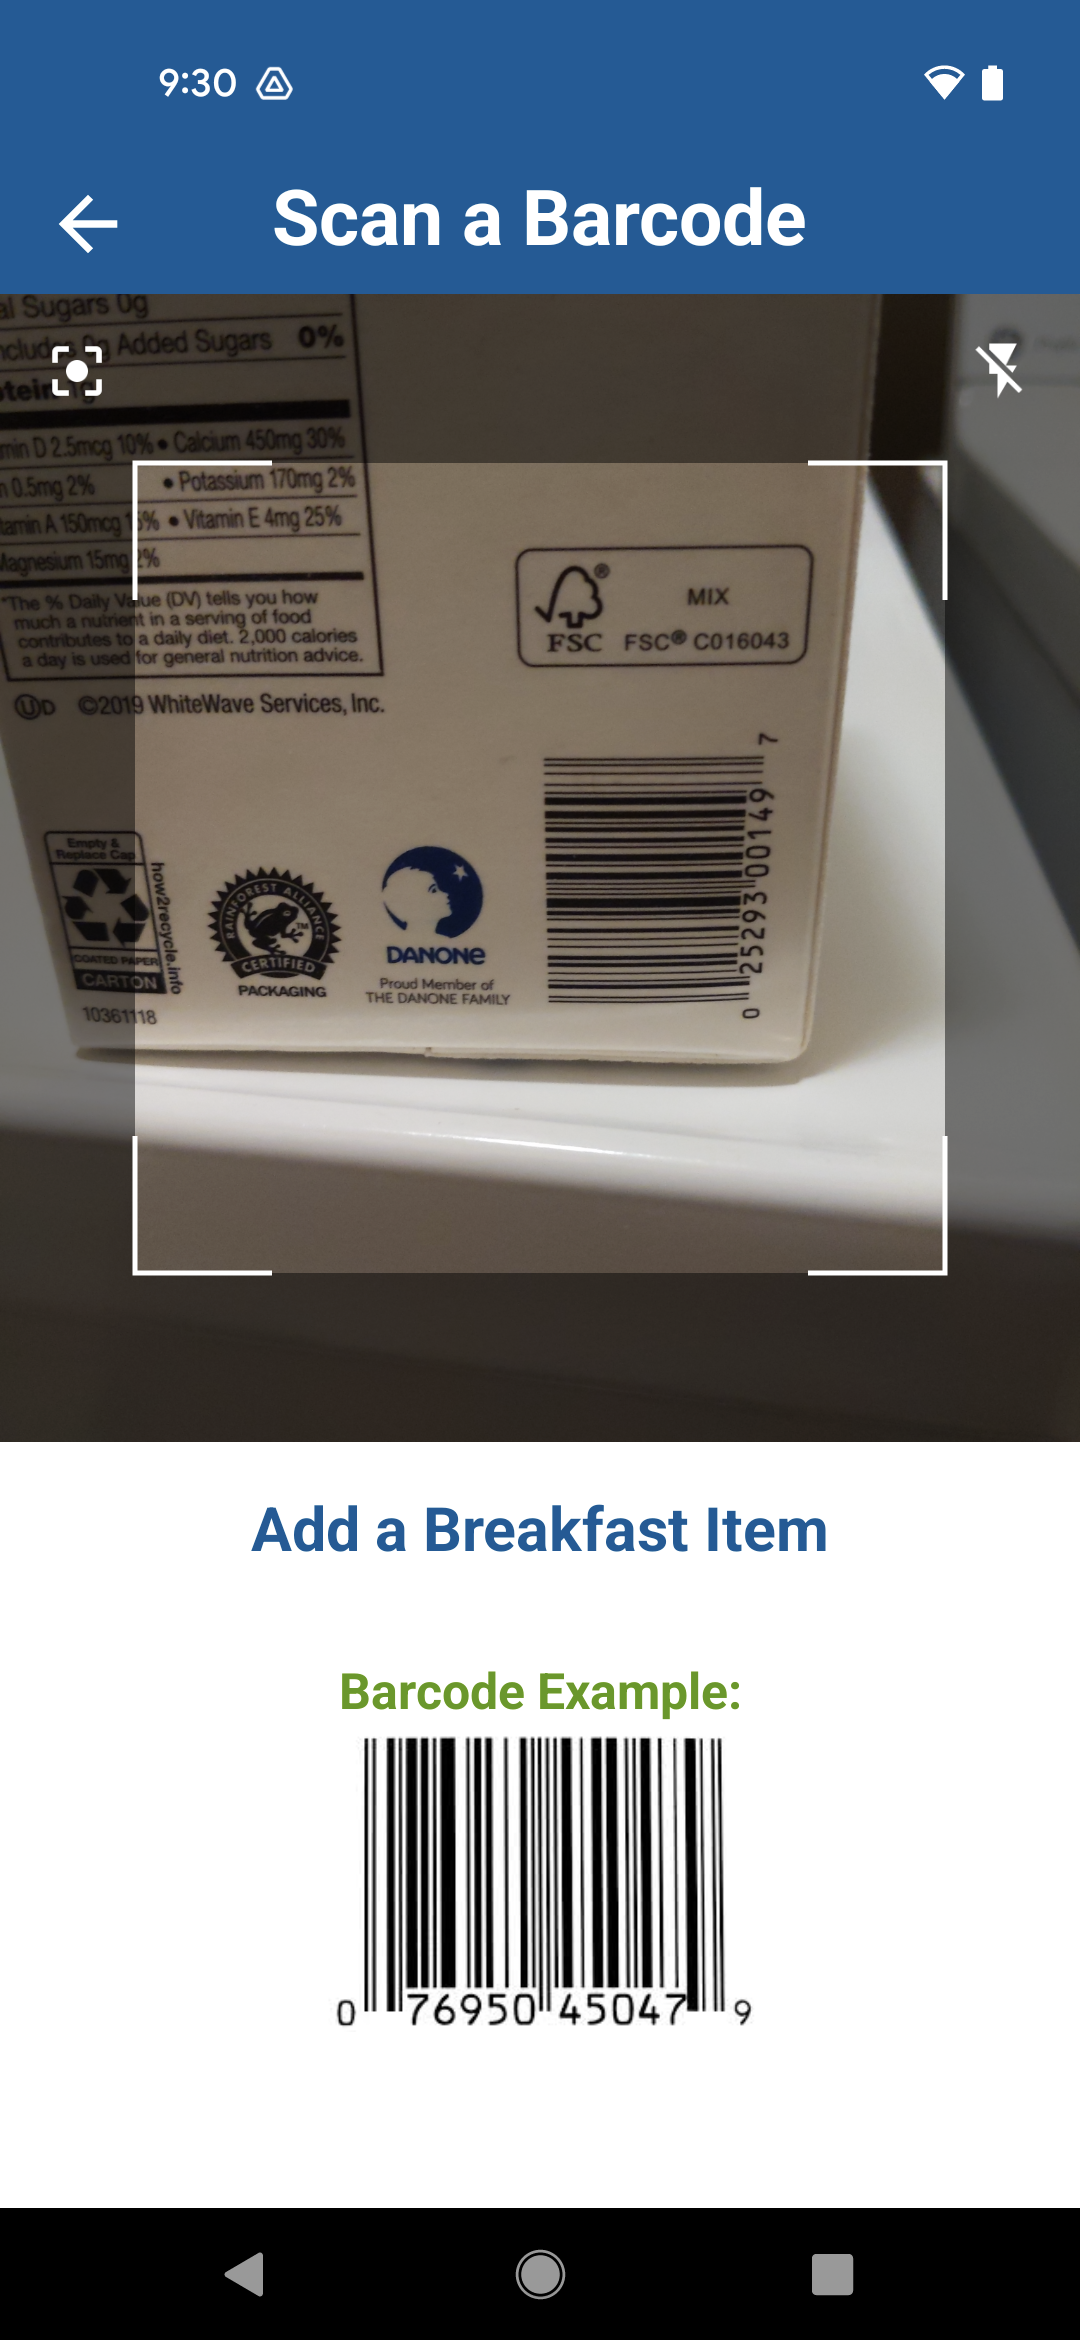 9:30
Scan a Barcode
al Sugars 0g
Added Sugars 0%
min D 2.5mcg 10% • Calcium 450mg 30%
n 0.5mg 2% • Potassium 170mg 2%
tamin A 150mcg 15% • Vitamin E 4mg 25%
Magnesium 15mg 2%
*The % Daily Value (DV) tells you how
much a nutrient in a serving of food
contributes to a daily diet. 2,000 calories
a day is used for general nutrition advice.
UD ©2019 WhiteWave Services, Inc.
FSC®
MIX
FSC® C016043
Empty &
Replace Cap
COATED PAPER
CARTON
how2recycle.info
10361118
RAINFOREST ALLIANCE
CERTIFIED
TM
PACKAGING
DANONE
Proud Member of
THE DANONE FAMILY
0 25293 00149 7
Add a Breakfast Item
Barcode Example:
0 76950 45047 9